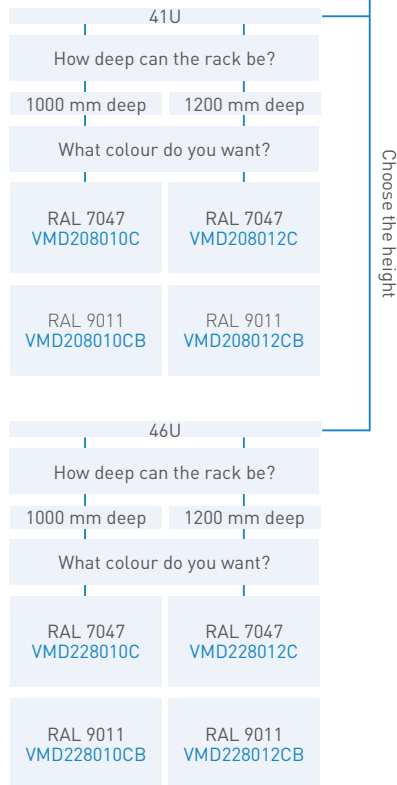 41U
How deep can the rack be?
1000 mm deep
1200 mm deep
What colour do you want?
RAL 7047
VMD208010C
RAL 7047
VMD208012C
RAL 9011
VMD208010CB
RAL 9011
VMD208012CB
Choose the height
46U
How deep can the rack be?
1000 mm deep
1200 mm deep
What colour do you want?
RAL 7047
VMD228010C
RAL 7047
VMD228012C
RAL 9011
VMD228010CB
RAL 9011
VMD228012CB